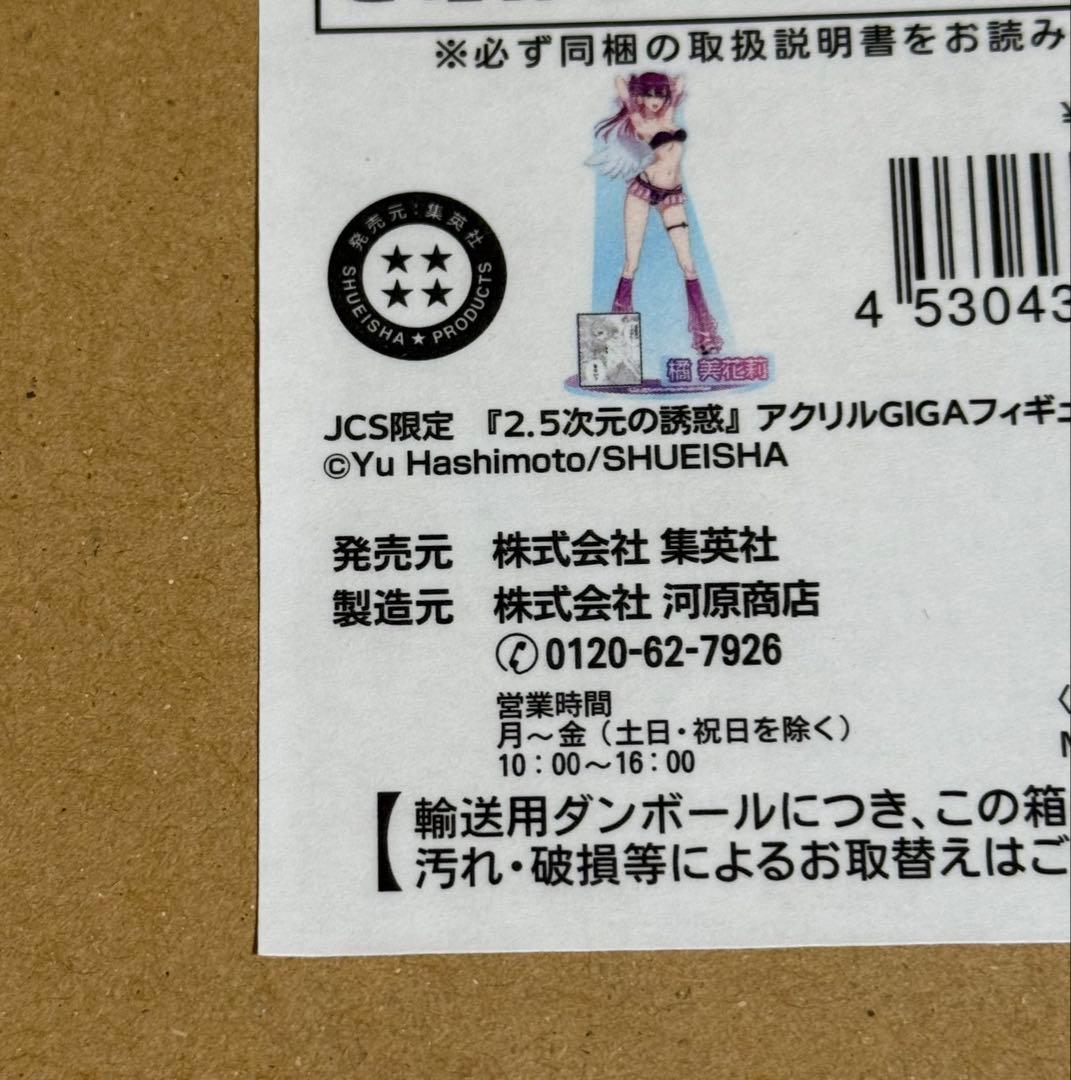 ※必ず同梱の取扱説明書をお読み
¥
発売元：集英社
SHUEISHA★PRODUCTS
4 53043
橘 美花莉
JCS限定 『2.5次元の誘惑』アクリルGIGAフィギュ
©Yu Hashimoto/SHUEISHA
発売元 株式会社 集英社
製造元 株式会社 河原商店
✆0120-62-7926
営業時間
月～金（土日・祝日を除く）
10：00～16：00
【輸送用ダンボールにつき、この箱
汚れ・破損等によるお取替えはご